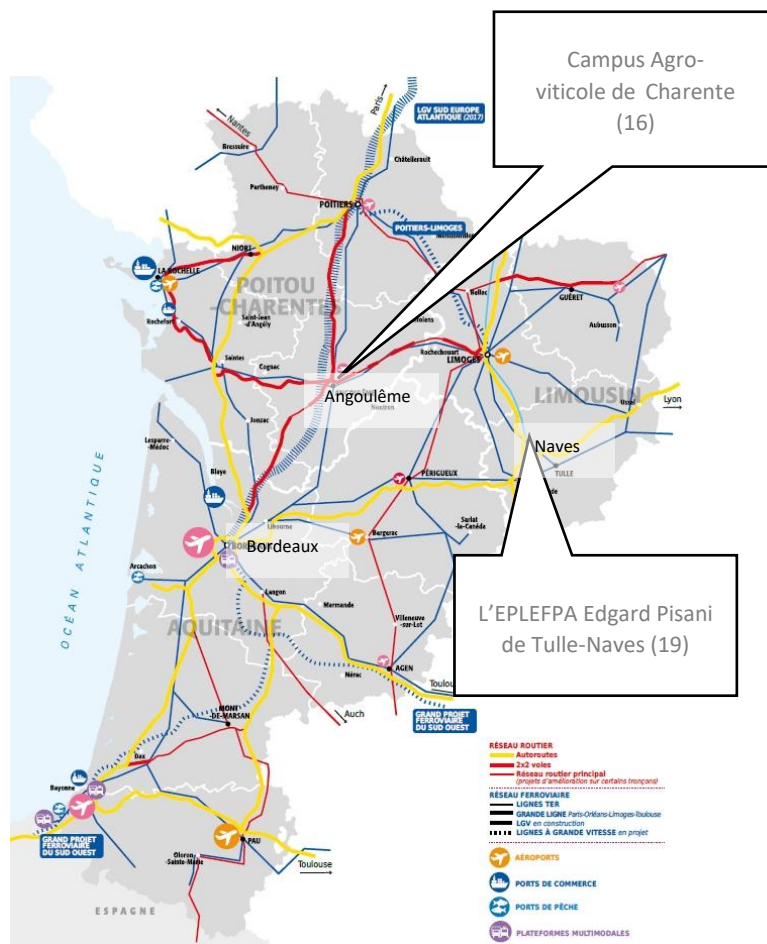 Campus Agro-
viticole de Charente
(16)
Paris
LGV SUD EUROPE
ATLANTIQUE (2017)
Nantes
Bressuire
Châtellerault
Parthenay
POITIERS
POITIERS-LIMOGES
NIORT
LA ROCHELLE
POITOU
-CHARENTES
Bellac
GUÉRET
Rochefort
Saint-Jean
d'Angély
Aubusson
Rochechouart
LIMOGES
Saintes
Cognac
LIMOUSIN
Angoulême
Nontron
Ussel
Lyon
Jonzac
Lesparre-
Médoc
Naves
TULLE
Blaye
PÉRIGUEUX
OCÉAN ATLANTIQUE
Libourne
Sarlat
-la-Canéda
Bordeaux
Bergerac
Arcachon
Langon
Marmande
L'EPLEFPA Edgard Pisani
de Tulle-Naves (19)
AQUITAINE
Villeneuve
-sur-Lot
Nérac
AGEN
Toulou
MONT
-DE-MARSAN
Auch
GRAND PROJET
FERROVIAIRE
DU SUD OUEST
Dax
Bayonne
RÉSEAU ROUTIER
Autoroutes
2x2 voies
Réseau routier principal
(projets d'amélioration sur certains tronçons)
RÉSEAU FERROVIAIRE
LIGNES TER
GRANDE LIGNE Paris-Orléans-Limoges-Toulouse
LGV en construction
LIGNES À GRANDE VITESSE en projet
GRAND PROJET
FERROVIAIRE
DU SUD OUEST
PAU
Oloron
-Sainte-Marie
Toulouse
AÉROPORTS
PORTS DE COMMERCE
PORTS DE PÊCHE
PLATEFORMES MULTIMODALES
ESPAGNE